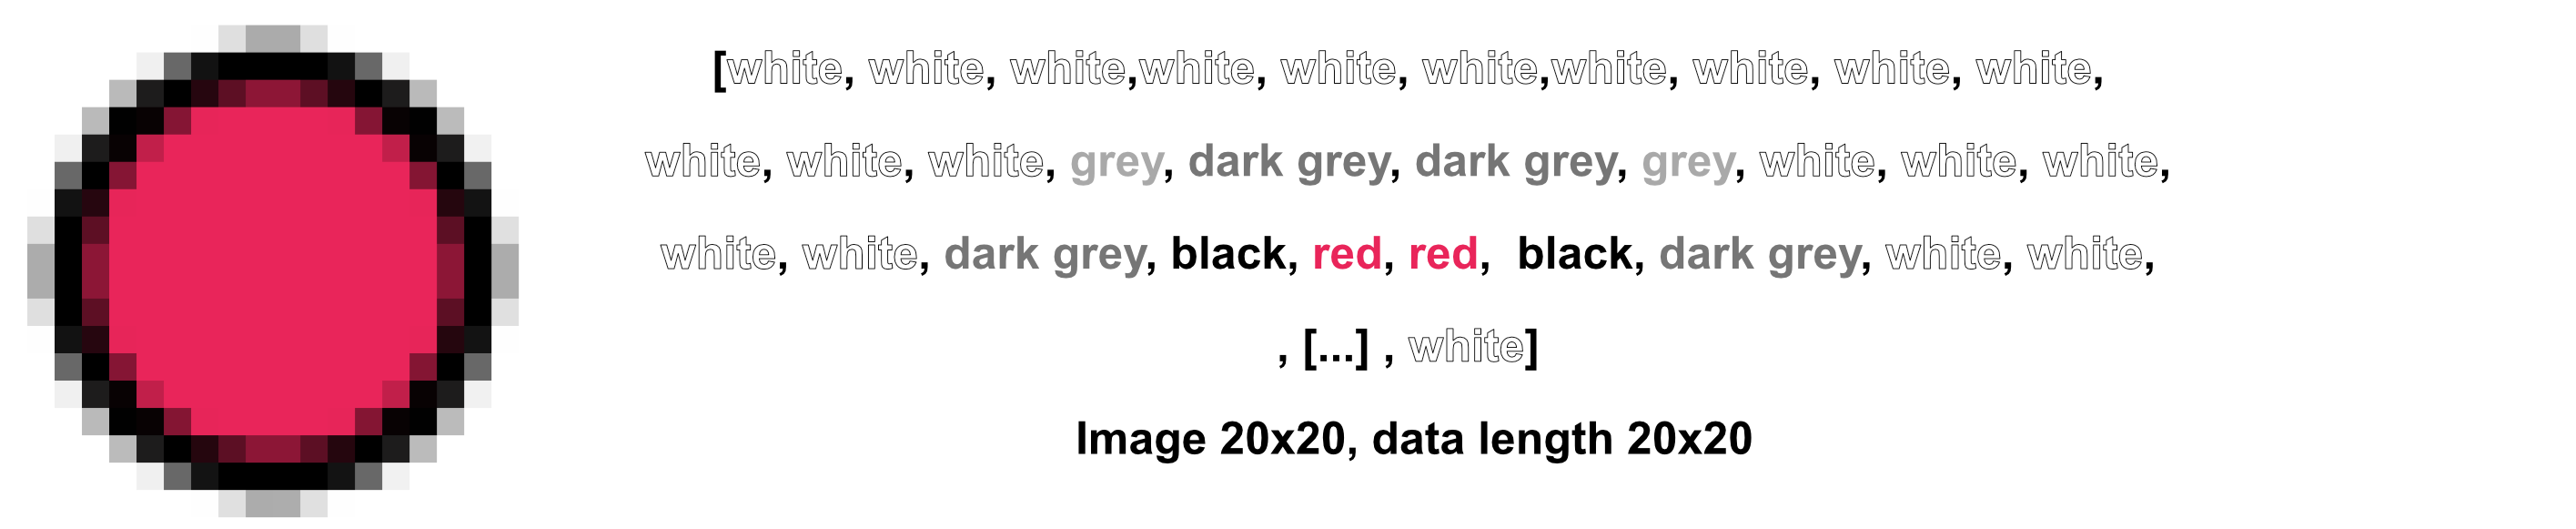 [white, white, white,white, white, white,white, white, white, white,
white, white, white, grey, dark grey, dark grey, grey, white, white, white,
white, white, dark grey, black, red, red,  black, dark grey, white, white,
, [...] , white]
Image 20x20, data length 20x20